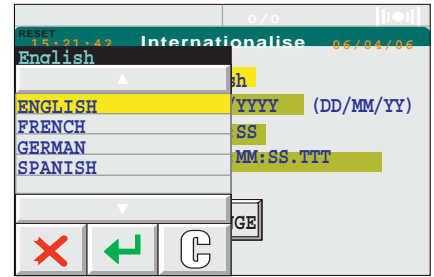 0/0
RESET
15:21:42 Internationalise 06/04/06
English
sh
ENGLISH /YYYY (DD/MM/YY)
FRENCH :SS
GERMAN
SPANISH MM:SS.TTT
NGE
C